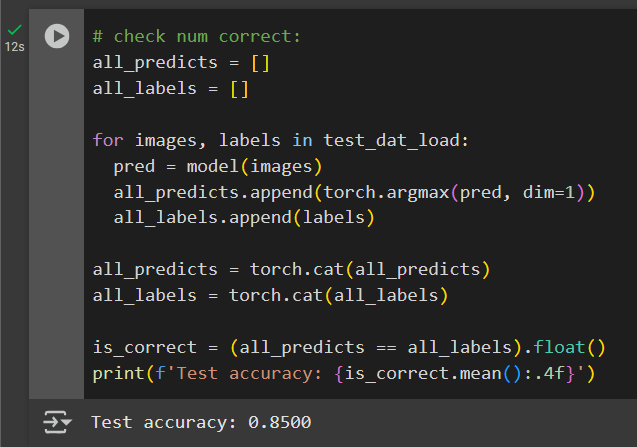 12s
# check num correct:
all_predicts = []
all_labels = []
for images, labels in test_dat_load:
  pred = model(images)
  all_predicts.append(torch.argmax(pred, dim=1))
  all_labels.append(labels)
all_predicts = torch.cat(all_predicts)
all_labels = torch.cat(all_labels)
is_correct = (all_predicts == all_labels).float()
print(f'Test accuracy: {is_correct.mean():.4f}')
Test accuracy: 0.8500